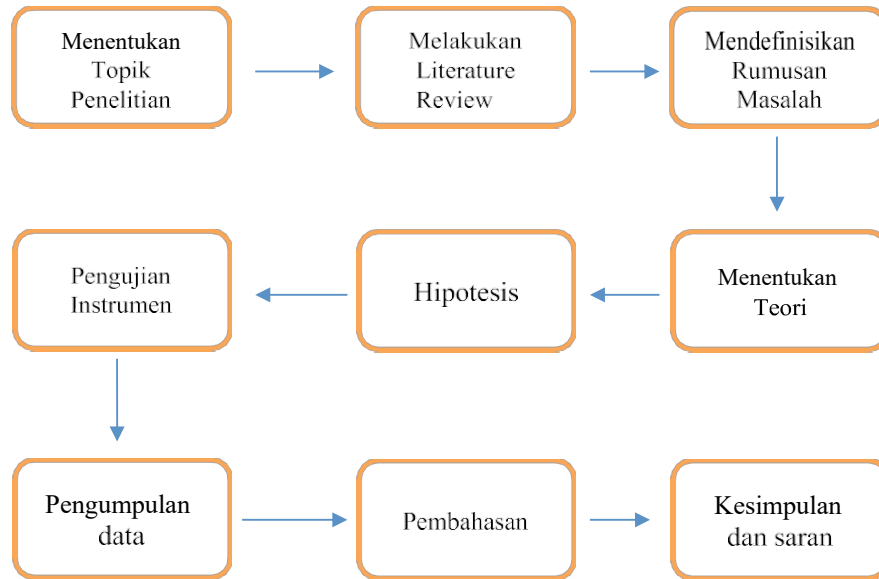 Menentukan
Topik
Penelitian
Melakukan
Literature
Review
Mendefinisikan
Rumusan
Masalah
Menentukan
Teori
Hipotesis
Pengujian
Instrumen
Pengumpulan
data
Pembahasan
Kesimpulan
dan saran